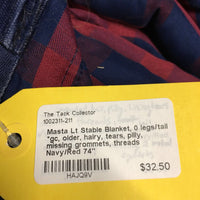 The Tack Collector
1002311-211
Masta Lt Stable Blanket, 0 legs/tail
*gc, older, hairy, tears, pilly,
missing grommets, threads
Navy/Red 74"
HAJQ9V
$32.50